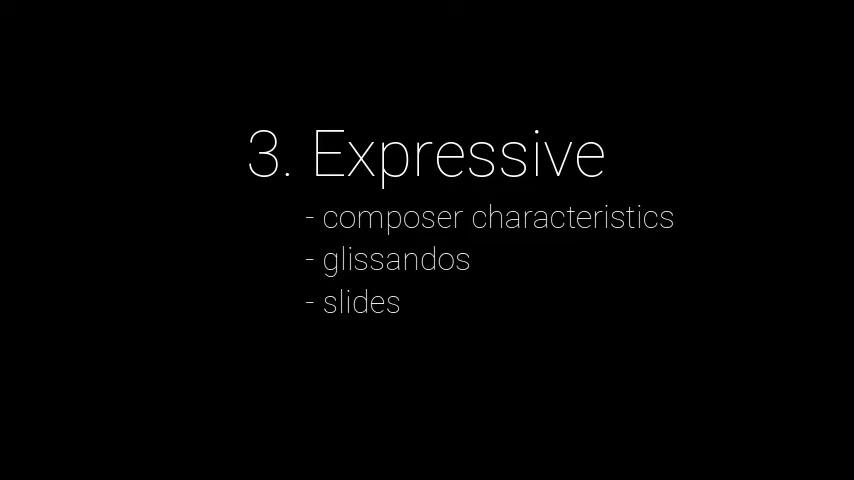 3. Expressive
- composer characteristics
- glissandos
- slides